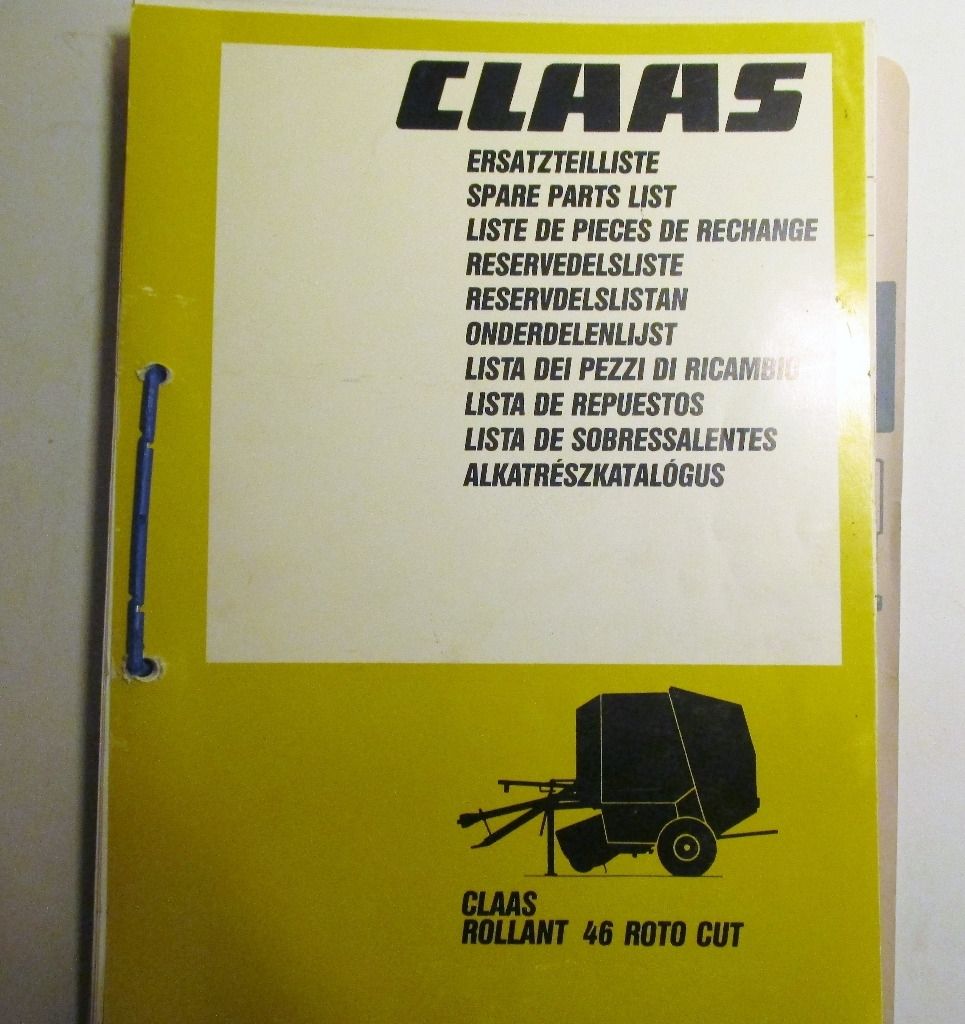 CLAAS
ERSATZTEILLISTE
SPARE PARTS LIST
LISTE DE PIECES DE RECHANGE
RESERVEDELSLISTE
RESERVDELSLISTAN
ONDERDELENLIJST
LISTA DEI PEZZI DI RICAMBIO
LISTA DE REPUESTOS
LISTA DE SOBRESSALENTES
ALKATRÉSZKATALÓGUS
CLAAS
ROLLANT 46 ROTO CUT